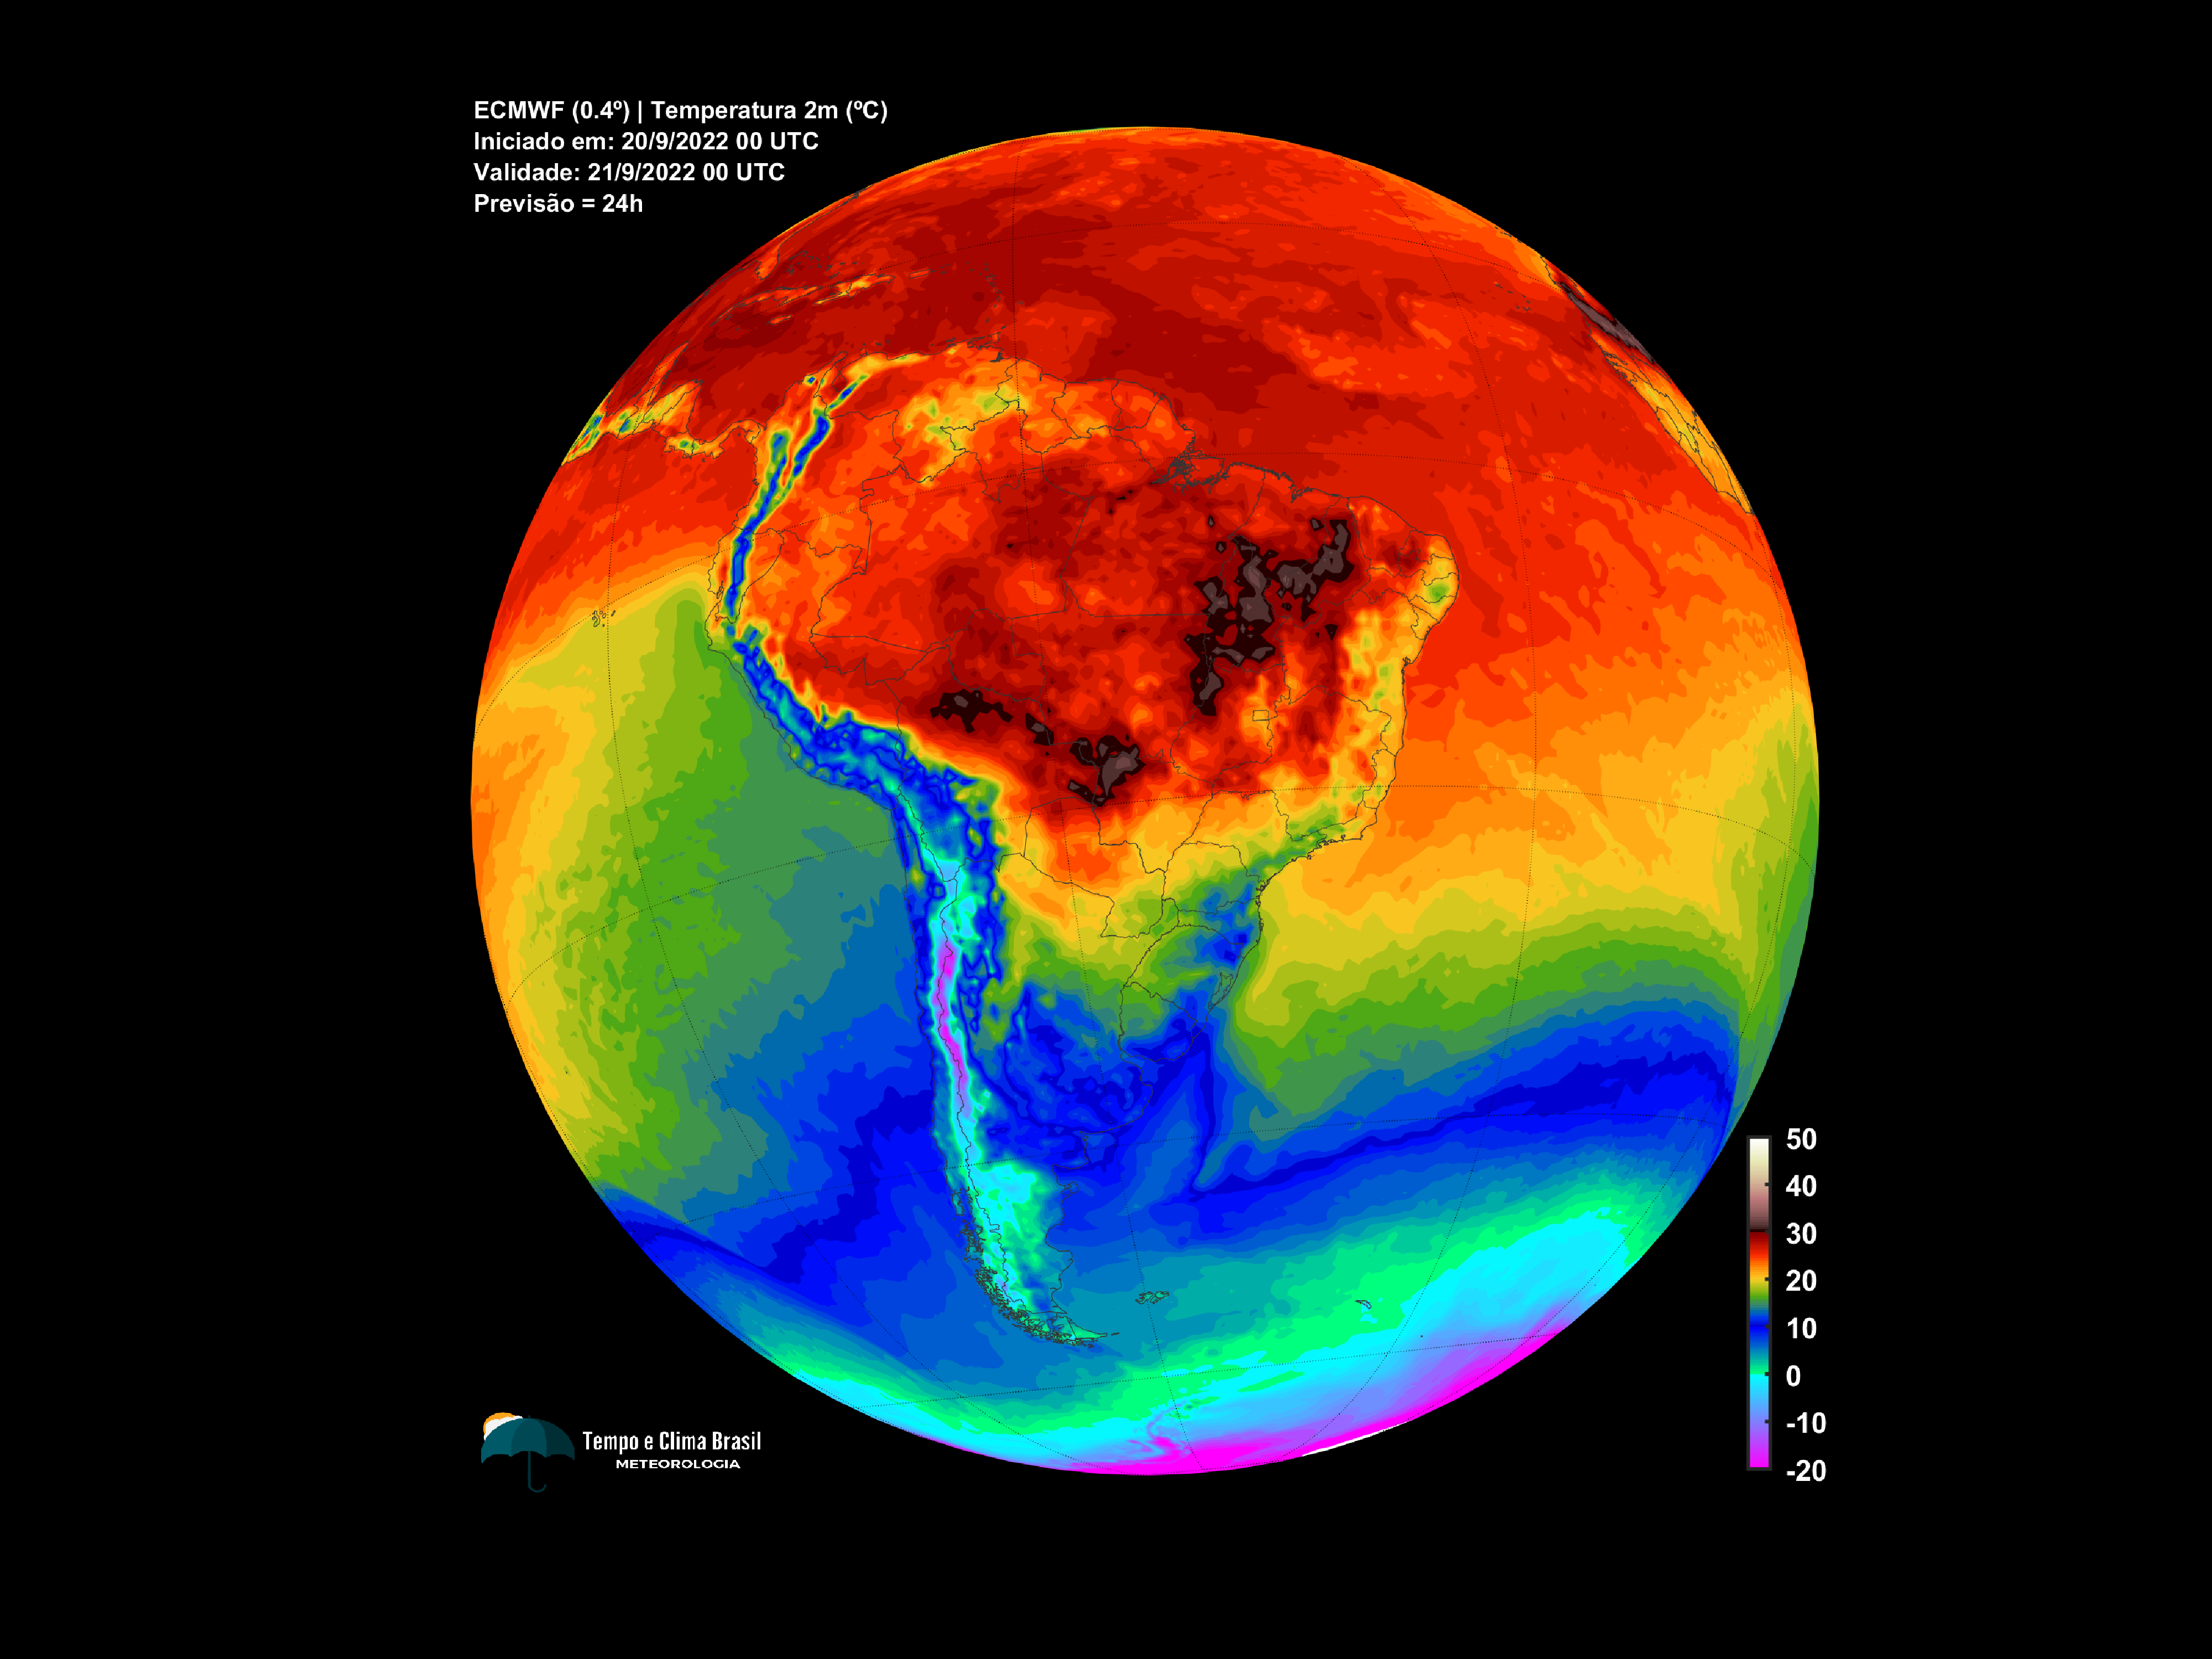 ECMWF (0.4º) | Temperatura 2m (ºC)
Iniciado em: 20/9/2022 00 UTC
Validade: 21/9/2022 00 UTC
Previsão = 24h
50
40
30
20
10
0
-10
-20
Tempo e Clima Brasil
METEOROLOGIA